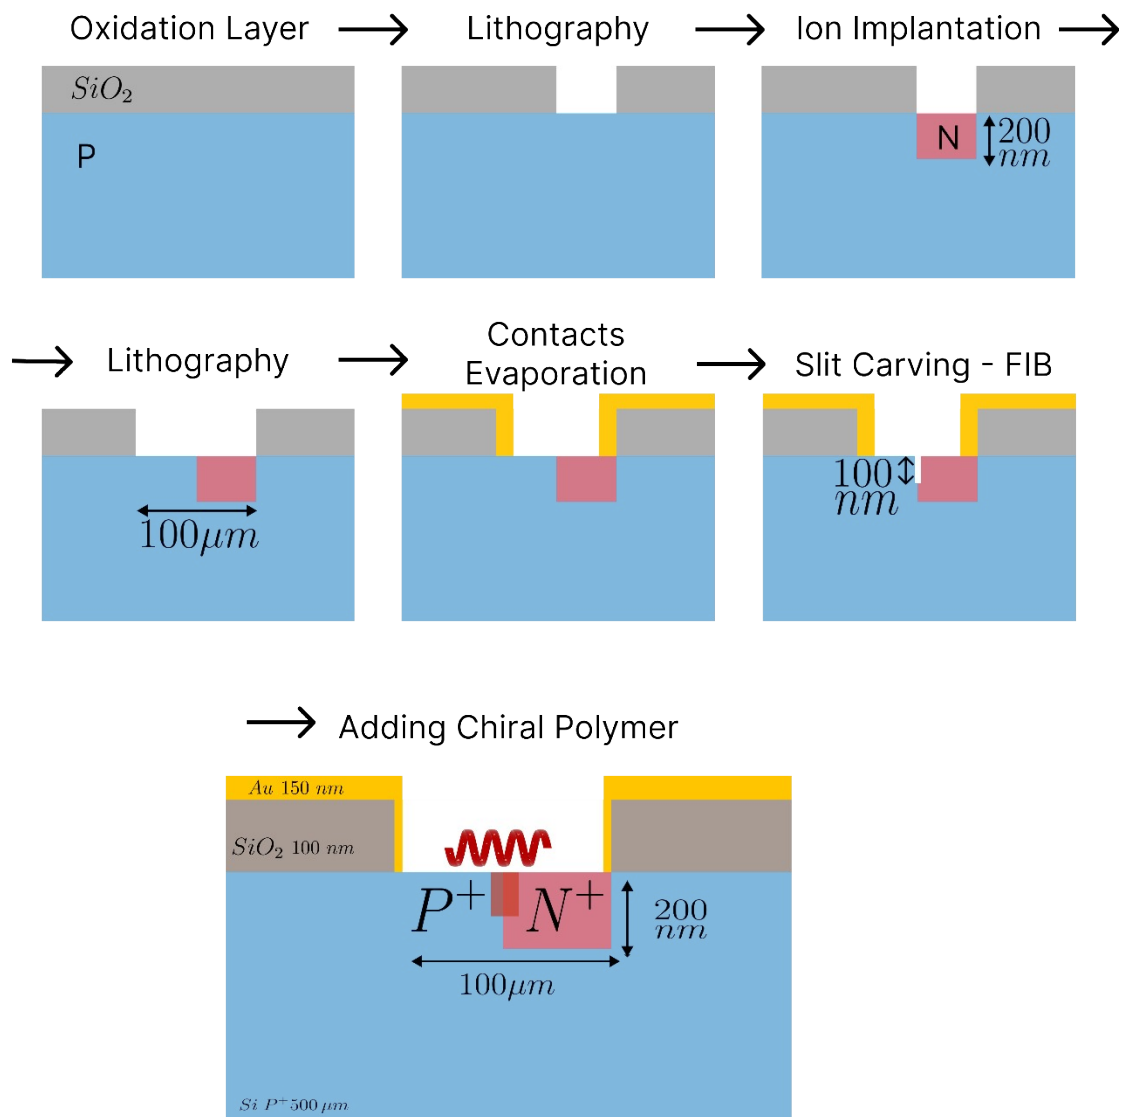 Oxidation Layer
Lithography
Ion Implantation
SiO₂
P
N
200
nm
Lithography
Contacts
Evaporation
Slit Carving - FIB
100μm
100
nm
Adding Chiral Polymer
Au 150 nm
SiO₂ 100 nm
P⁺
N⁺
200
nm
100μm
Si P⁺500 μm